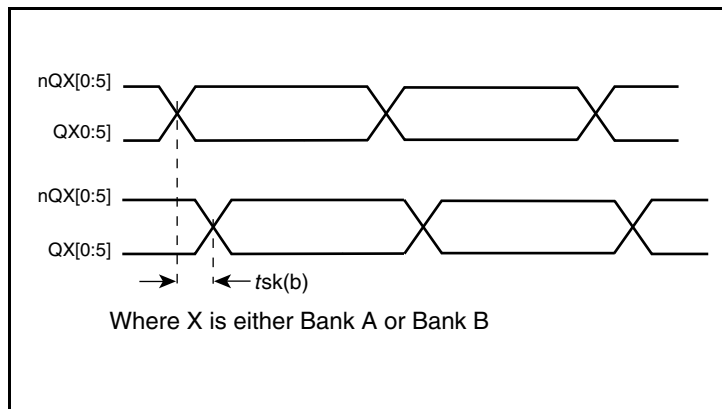 nQX[0:5]
QX0:5]
nQX[0:5]
QX[0:5]
tsk(b)
Where X is either Bank A or Bank B